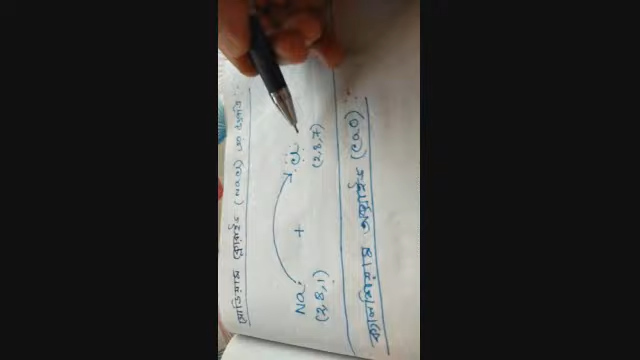 সোডিয়াম ক্লোরাইড (NaCl) এর গঠন :-
Na + Cl
(2,8,1) (2,8,7)
ক্যালসিয়াম অক্সাইড (CaO)